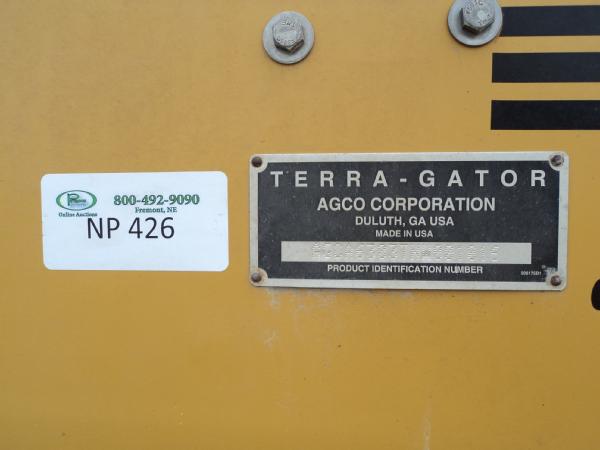 800-492-9090
Fremont, NE
Online Auctions
NP 426
TERRA-GATOR
AGCO CORPORATION
DULUTH, GA USA
MADE IN USA
PRODUCT IDENTIFICATION NUMBER